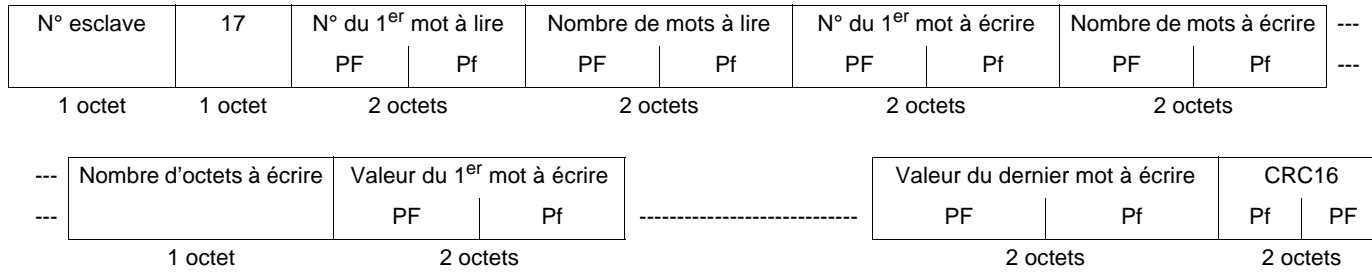 N° esclave 17 N° du 1er mot à lire Nombre de mots à lire N° du 1er mot à écrire Nombre de mots à écrire ---
PF Pf PF Pf PF Pf PF Pf ---
1 octet 1 octet 2 octets 2 octets 2 octets 2 octets
--- Nombre d'octets à écrire Valeur du 1er mot à écrire Valeur du dernier mot à écrire CRC16
--- PF Pf ----------------------------- PF Pf Pf PF
1 octet 2 octets 2 octets 2 octets